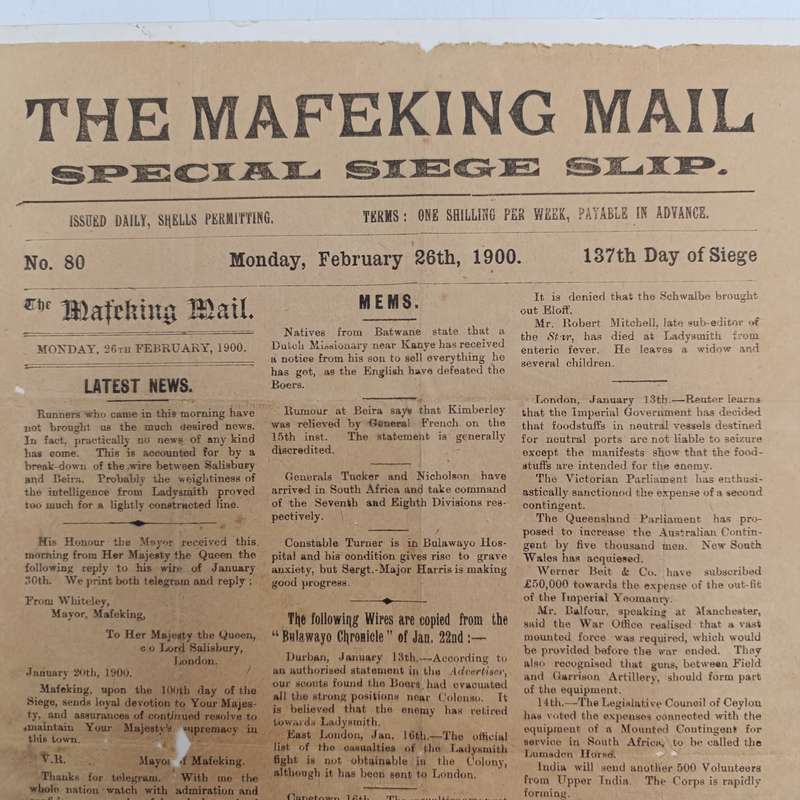 THE MAFEKING MAIL
SPECIAL SIEGE SLIP.
ISSUED DAILY, SHELLS PERMITTING.
TERMS: ONE SHILLING PER WEEK, PAYABLE IN ADVANCE.
No. 80
Monday, February 26th, 1900.
137th Day of Siege
The Mafeking Mail.
MONDAY, 26TH FEBRUARY, 1900.
LATEST NEWS.
Runners who came in this morning have
not brought us the much desired news.
In fact, practically no news of any kind
has come. This is accounted for by a
break-down of the wire between Salisbury
and Beira. Probably the weightiness of
the intelligence from Ladysmith proved
too much for a lightly constructed line.
His Honour the Mayor received this
morning from Her Majesty the Queen the
following reply to his wire of January
30th. We print both telegram and reply;
From Whiteley,
Mayor, Mafeking,
To Her Majesty the Queen,
c o Lord Salisbury,
London.
January 20th, 1900.
Mafeking, upon the 100th day of the
Siege, sends loyal devotion to Your Majes-
ty, and assurances of continued resolve to
maintain Your Majesty's supremacy in
this town.
V.R. Mayor of Mafeking.
Thanks for telegram. With me the
whole nation watch with admiration and
MEMS.
Natives from Batwane state that a
Dutch Missionary near Kanye has received
a notice from his son to sell everything he
has got, as the English have defeated the
Boers.
Rumour at Beira says that Kimberley
was relieved by General French on the
15th inst. The statement is generally
discredited.
Generals Tucker and Nicholson have
arrived in South Africa and take command
of the Seventh and Eighth Divisions res-
pectively.
Constable Turner is in Bulawayo Hos-
pital and his condition gives rise to grave
anxiety, but Sergt.-Major Harris is making
good progress.
The following Wires are copied from the
"Bulawayo Chronicle" of Jan. 22nd:—
Durban, January 13th.—According to
an authorised statement in the Advertiser,
our scouts found the Boers had evacuated
all the strong positions near Colenso. It
is believed that the enemy has retired
towards Ladysmith.
East London, Jan. 16th.—The official
list of the casualties of the Ladysmith
fight is not obtainable in the Colony,
although it has been sent to London.
Capetown 16th.
It is denied that the Schwalbe brought
out Eloff.
Mr. Robert Mitchell, late sub-editor of
the Star, has died at Ladysmith from
enteric fever. He leaves a widow and
several children.
London, January 13th.—Reuter learns
that the Imperial Government has decided
that foodstuffs in neutral vessels destined
for neutral ports are not liable to seizure
except the manifests show that the food-
stuffs are intended for the enemy.
The Victorian Parliament has enthusi-
astically sanctionod the expense of a second
contingent.
The Queensland Parliament has pro-
posed to increase the Australian Contin-
gent by five thousand men. New South
Wales has acquiesed.
Werner Beit & Co. have subscribed
£50,000 towards the expense of the out-fit
of the Imperial Yeomanry.
Mr. Balfour, speaking at Manchester,
said the War Office realised that a vast
mounted force was required, which would
be provided before the war ended. They
also recognised that guns, between Field
and Garrison Artillery, should form part
of the equipment.
14th.—The Legislative Council of Ceylon
has voted the expenses connected with the
equipment of a Mounted Contingent for
service in South Africa, to be called the
Lumsden Horse.
India will send another 500 Volunteers
from Upper India. The Corps is rapidly
forming.